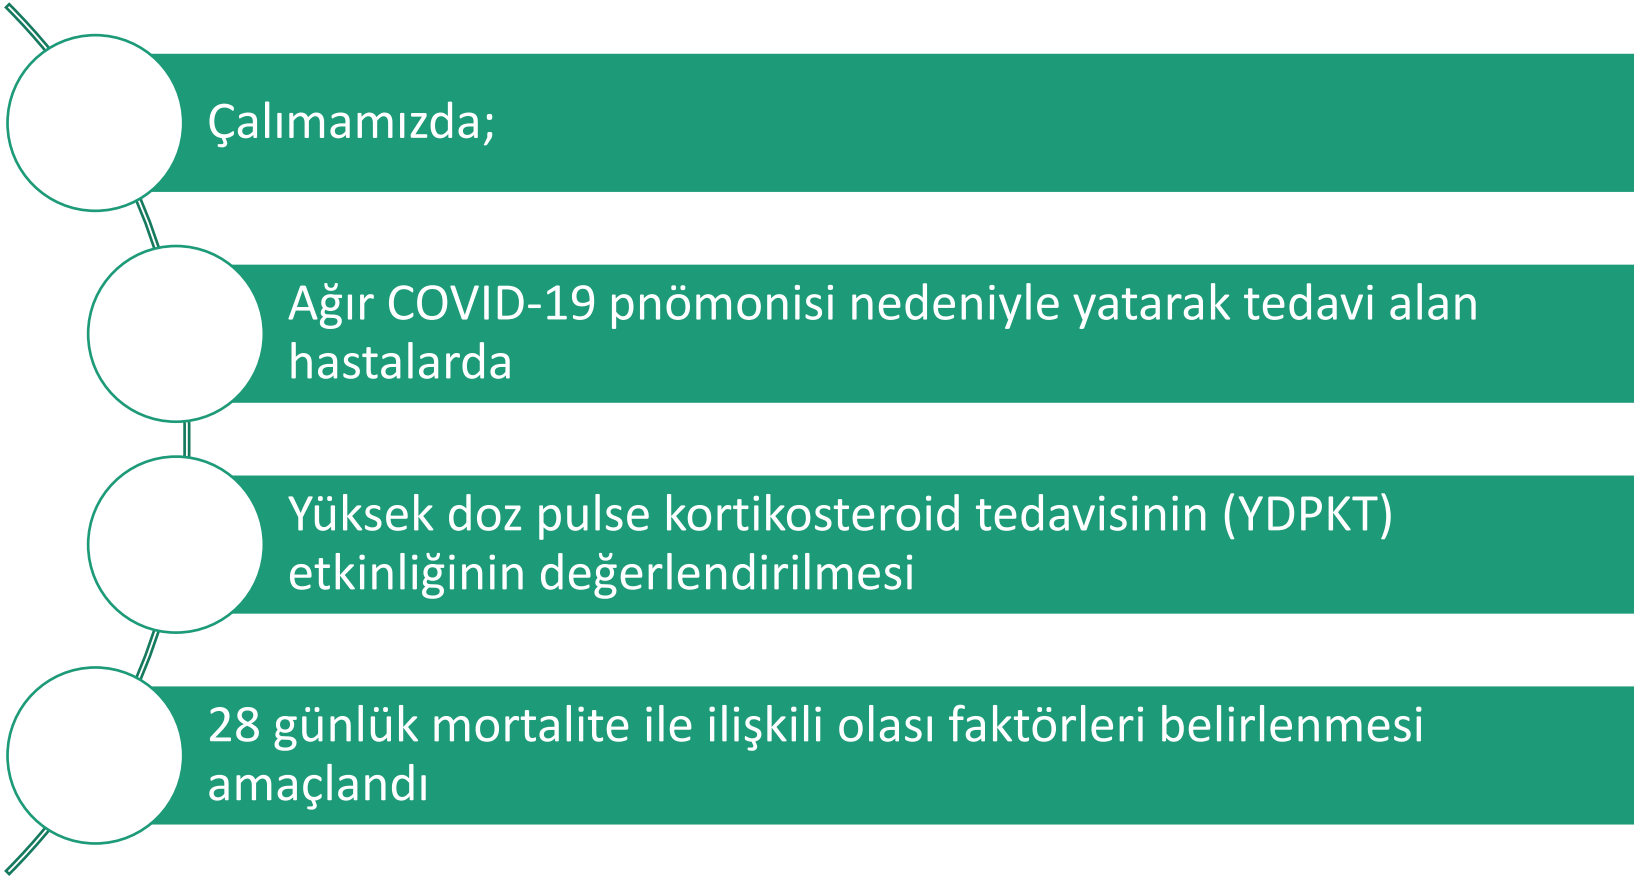 Çalımamızda;
Ağır COVID-19 pnömonisi nedeniyle yatarak tedavi alan
hastalarda
Yüksek doz pulse kortikosteroid tedavisinin (YDPKT)
etkinliğinin değerlendirilmesi
28 günlük mortalite ile ilişkili olası faktörleri belirlenmesi
amaçlandı